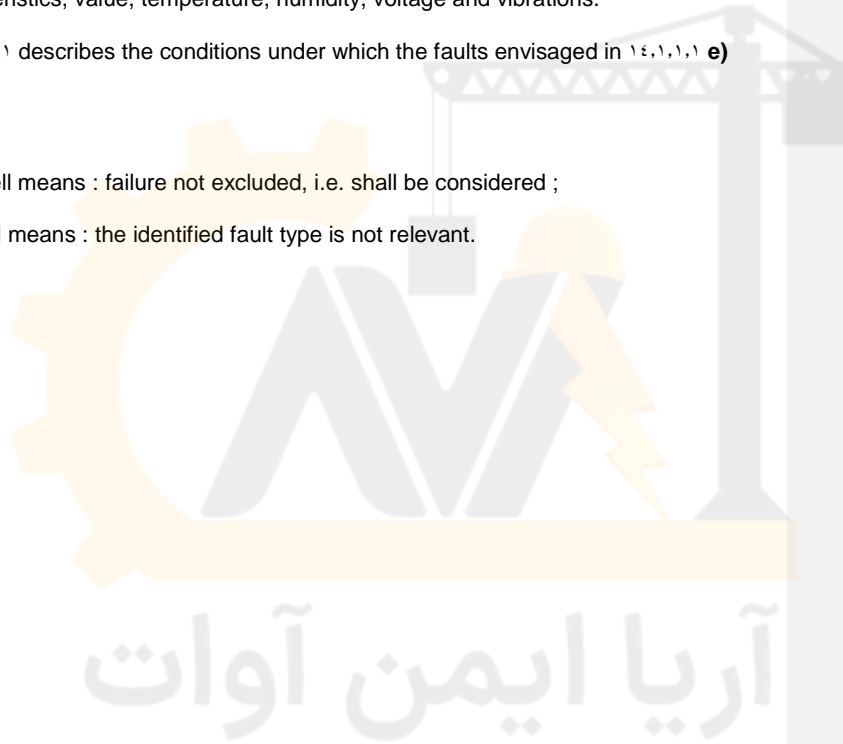 eristics, value, temperature, humidity, voltage and vibrations.
١ describes the conditions under which the faults envisaged in ١٤,١,١,١ e)
ll means : failure not excluded, i.e. shall be considered ;
means : the identified fault type is not relevant.
آریا ایمن آوات